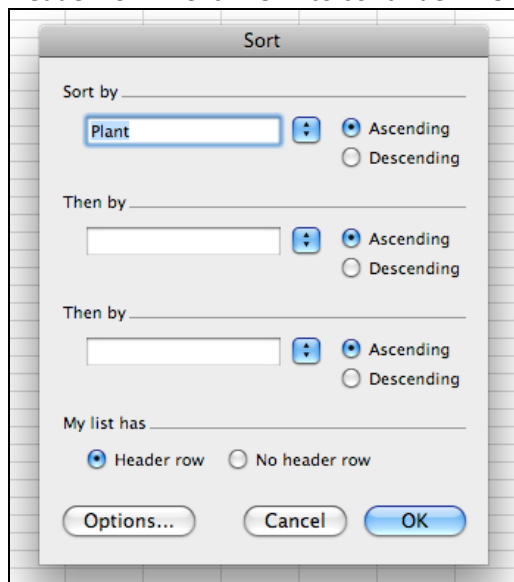 Sort
Sort by
Plant
Ascending
Descending
Then by
Ascending
Descending
Then by
Ascending
Descending
My list has
Header row No header row
Options... Cancel OK